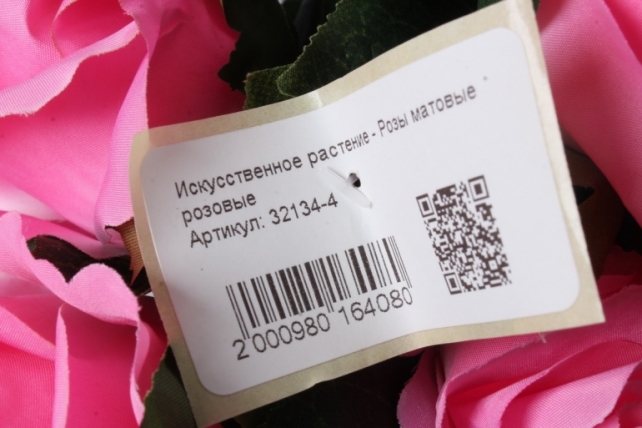 Искусственное растение - Розы матовые
розовые
Артикул: 32134-4
2 000980 164080